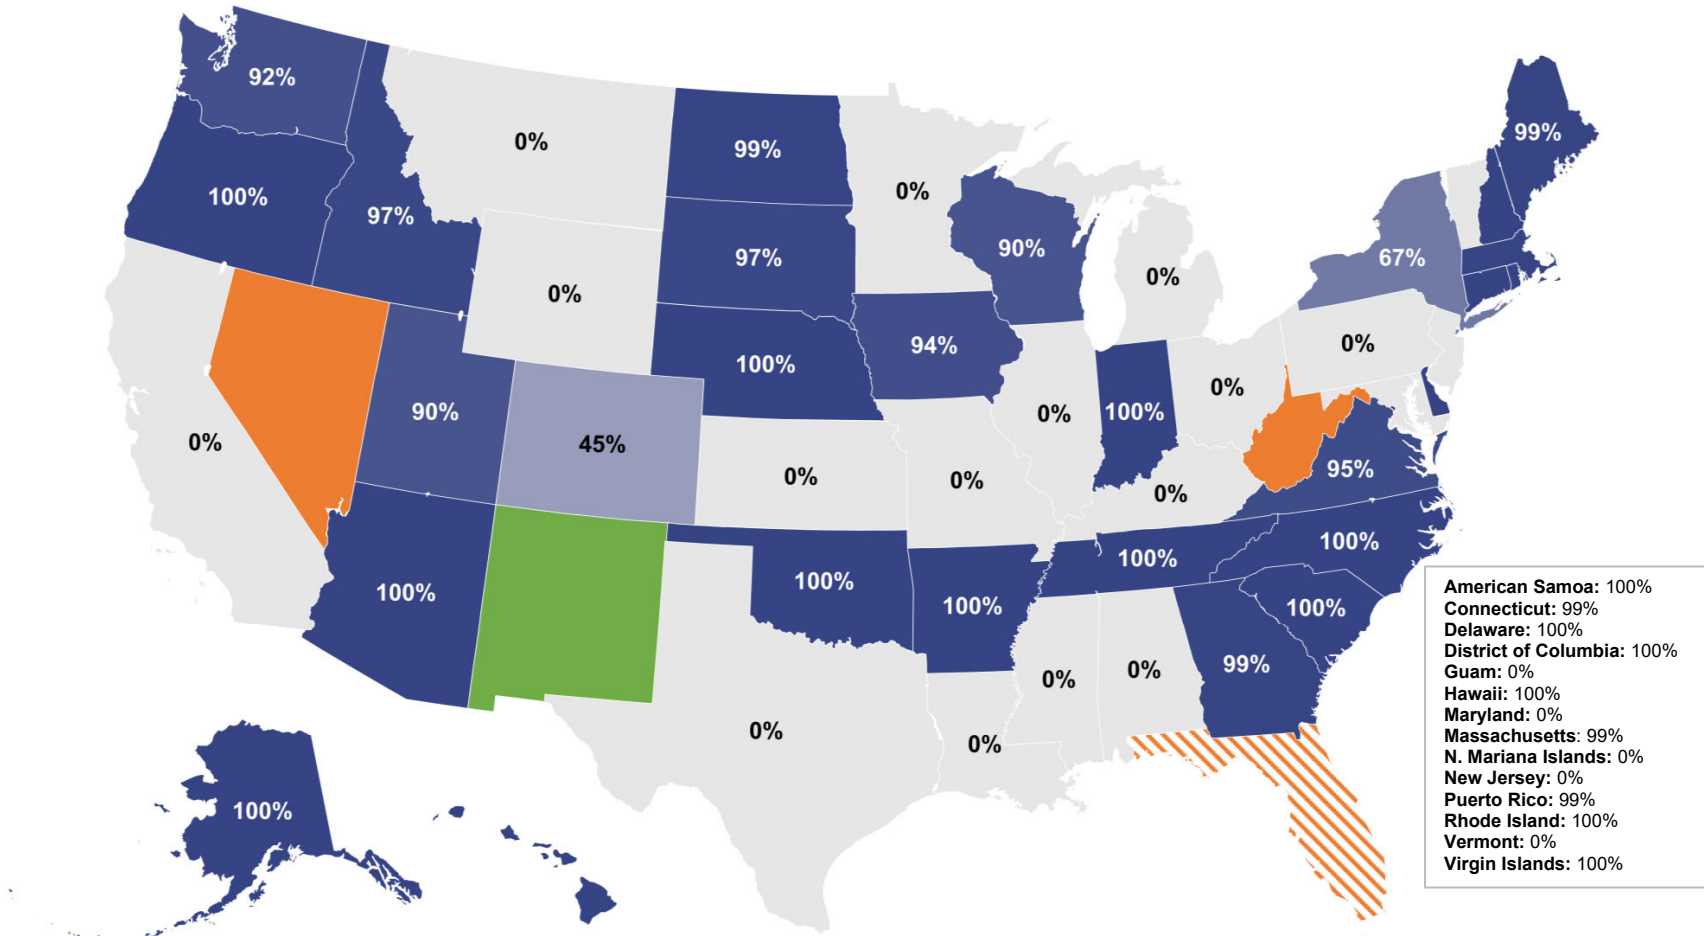 92%
0%
99%
99%
100%
97%
0%
0%
90%
67%
97%
0%
0%
94%
0%
100%
0%
90%
45%
0%
100%
0%
0%
0%
95%
0%
0%
100%
100%
100%
100%
100%
100%
99%
0%
0%
0%
0%
100%
American Samoa: 100%
Connecticut: 99%
Delaware: 100%
District of Columbia: 100%
Guam: 0%
Hawaii: 100%
Maryland: 0%
Massachusetts: 99%
N. Mariana Islands: 0%
New Jersey: 0%
Puerto Rico: 99%
Rhode Island: 100%
Vermont: 0%
Virgin Islands: 100%